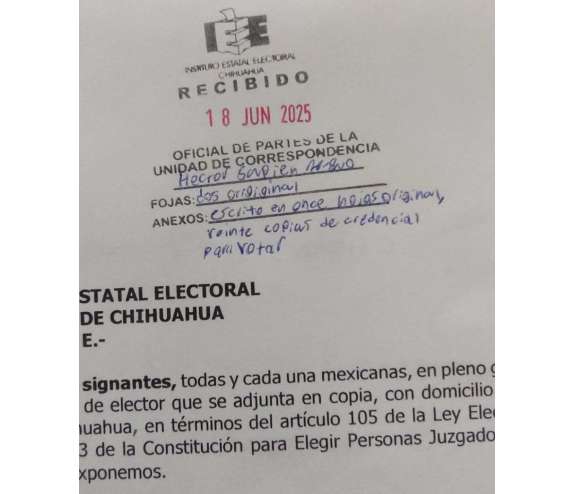 IEE
INSTITUTO ESTATAL ELECTORAL
CHIHUAHUA
RECIBIDO
18 JUN 2025
OFICIAL DE PARTES DE LA
UNIDAD DE CORRESPONDENCIA
Hector
FOJAS: dos original
ANEXOS: escrito en once hojas original,
veinte copias de credencial
para votar
STATAL ELECTORAL
DE CHIHUAHUA
E.-
signantes, todas y cada una mexicanas, en pleno g
de elector que se adjunta en copia, con domicilio
uahua, en términos del artículo 105 de la Ley Ele
3 de la Constitución para Elegir Personas Juzgado
xponemos.